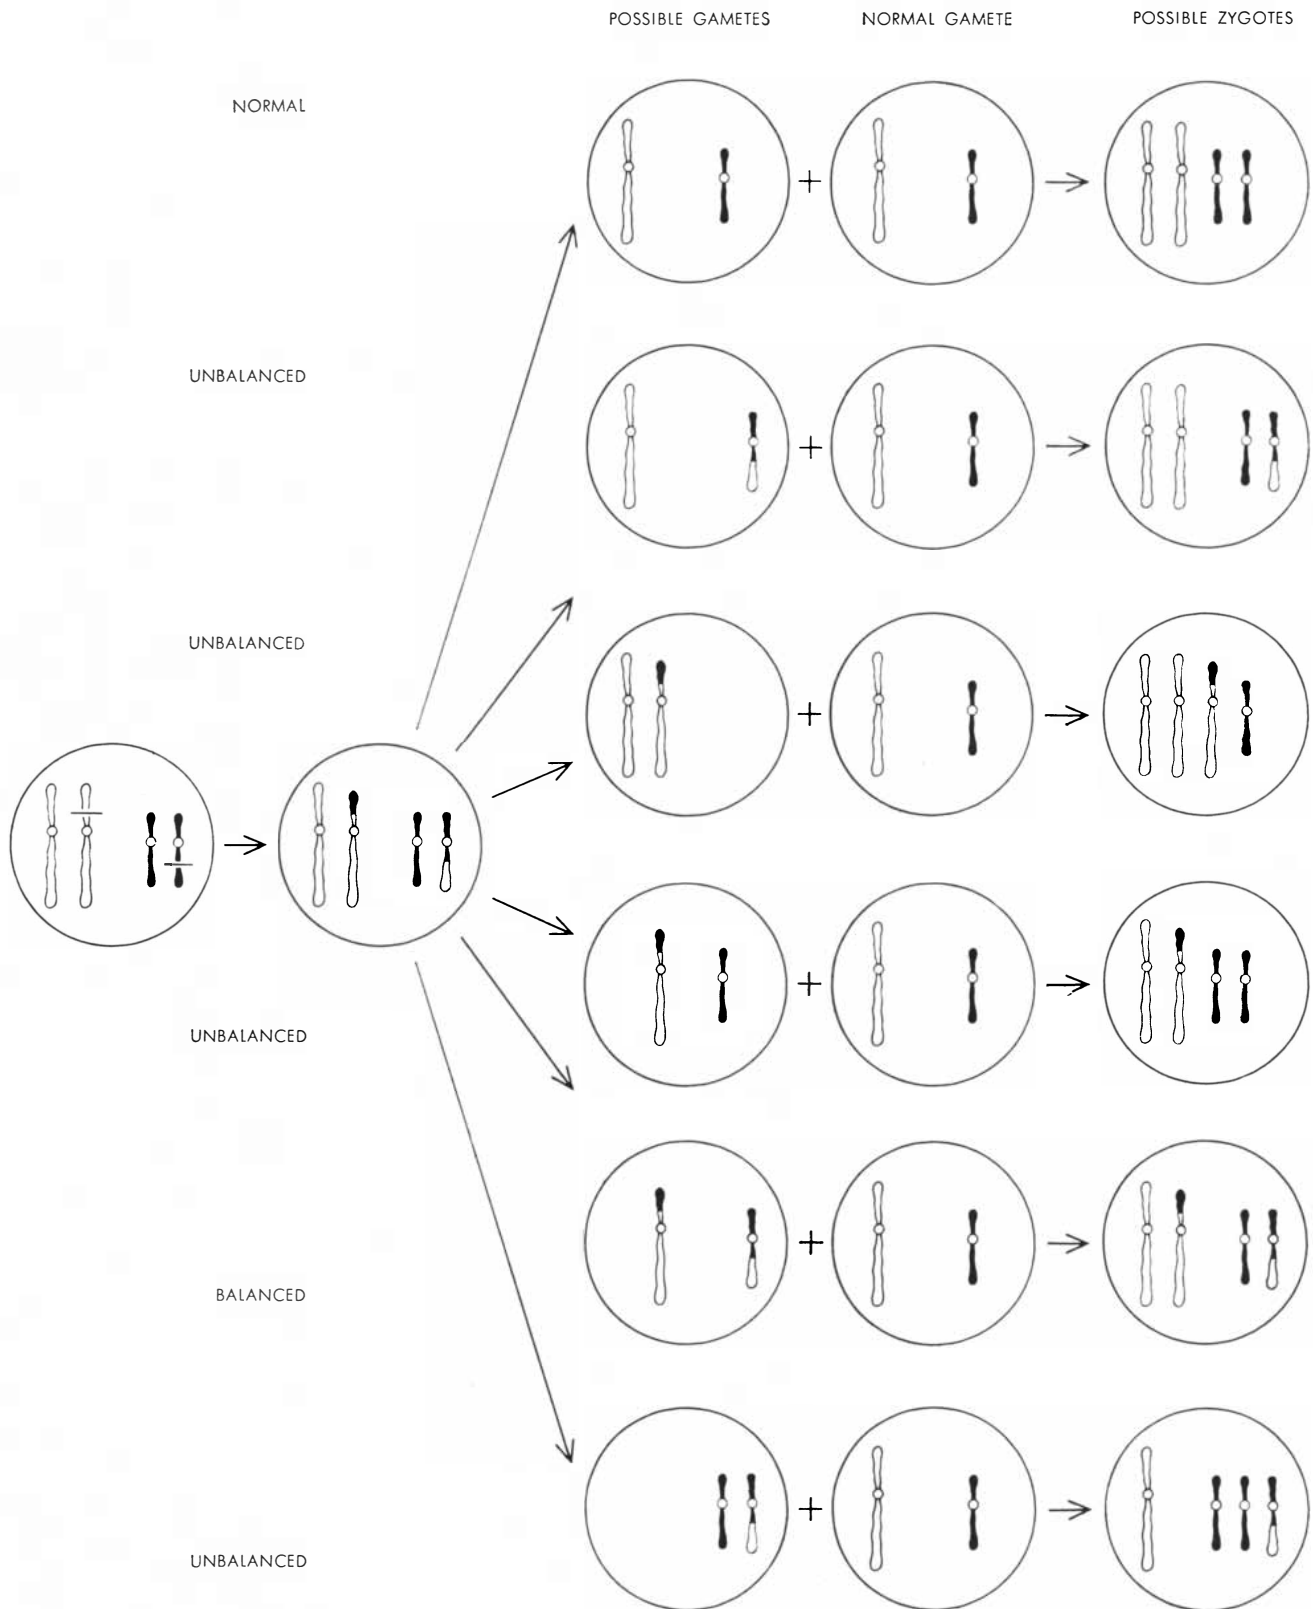 POSSIBLE GAMETES NORMAL GAMETE POSSIBLE ZYGOTES
NORMAL
UNBALANCED
UNBALANCED
UNBALANCED
BALANCED
UNBALANCED